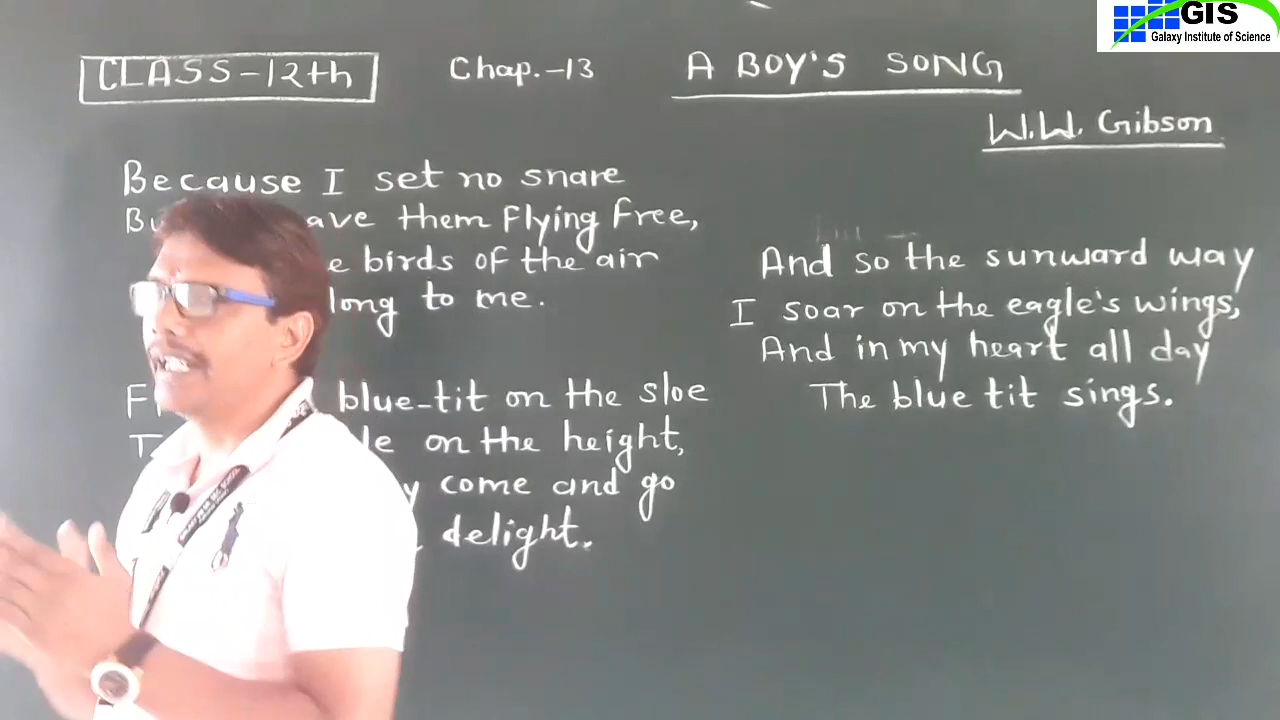 GIS
Galaxy Institute of Science
CLASS-12th
Chap.-13
A BOY'S SONG
W.W. Gibson
Because I set no snare
them flying free,
birds of the air
to me.
blue-tit on the sloe
on the height,
come and go
delight.
And so the sunward way
I soar on the eagle's wings,
And in my heart all day
The blue tit sings.